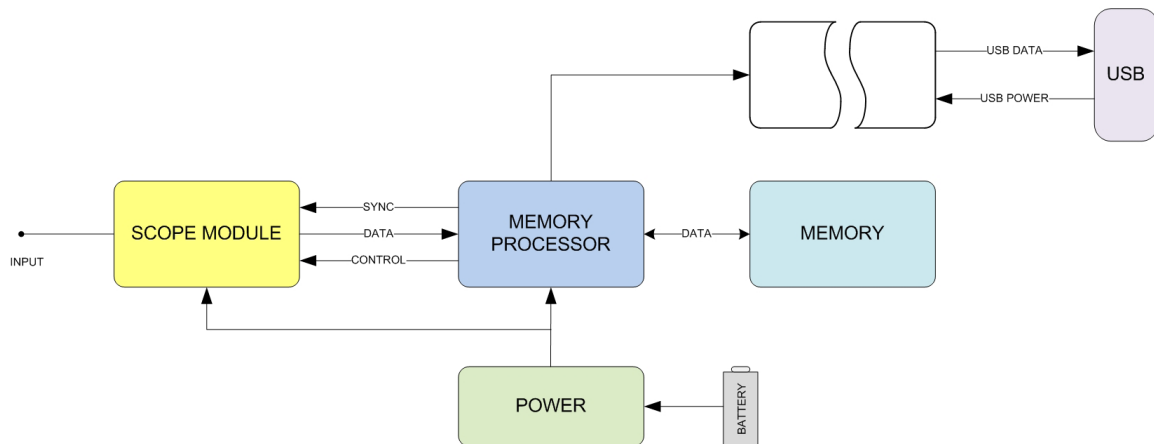 USB DATA
USB
USB POWER
SYNC
SCOPE MODULE
DATA
MEMORY
PROCESSOR
DATA
MEMORY
CONTROL
INPUT
POWER
BATTERY